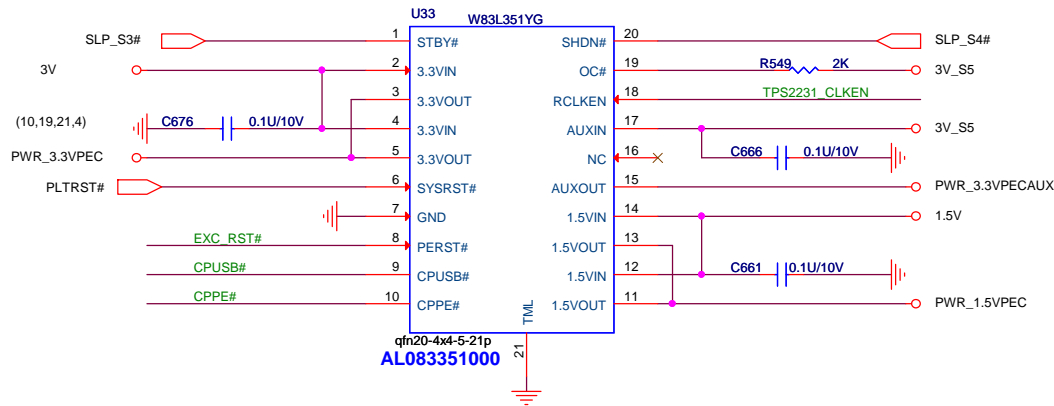 U33 W83L351YG
SLP_S3# 1 STBY# SHDN# 20 SLP_S4#
3V 2 3.3VIN OC# 19 R549 2K 3V_S5
3 3.3VOUT RCLKEN 18 TPS2231_CLKEN
(10,19,21,4) C676 0.1U/10V 4 3.3VIN AUXIN 17 3V_S5
PWR_3.3VPEC 5 3.3VOUT NC 16 C666 0.1U/10V
PLTRST# 6 SYSRST# AUXOUT 15 PWR_3.3VPECAUX
7 GND 1.5VIN 14 1.5V
EXC_RST# 8 PERST# 1.5VOUT 13
CPUSB# 9 CPUSB# 1.5VIN 12 C661 0.1U/10V
CPPE# 10 CPPE# 1.5VOUT 11 PWR_1.5VPEC
TML
qfn20-4x4-5-21p
AL083351000
21